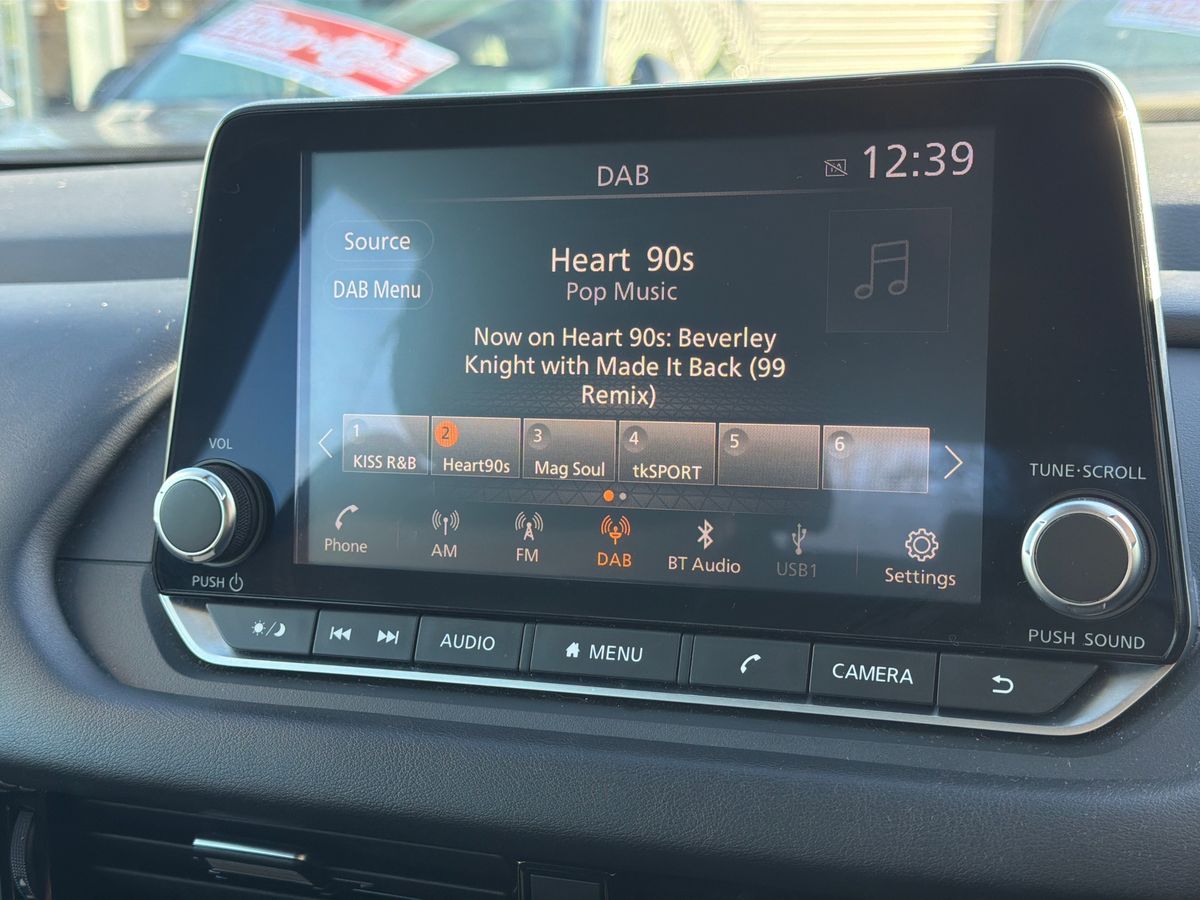 DAB
TA
12:39
Source
DAB Menu
Heart 90s
Pop Music
Now on Heart 90s: Beverley
Knight with Made It Back (99
Remix)
1 2 3 4 5 6
KISS R&B Heart90s Mag Soul tkSPORT
Phone AM FM DAB BT Audio USB1 Settings
VOL
PUSH
TUNE·SCROLL
PUSH SOUND
AUDIO MENU CAMERA